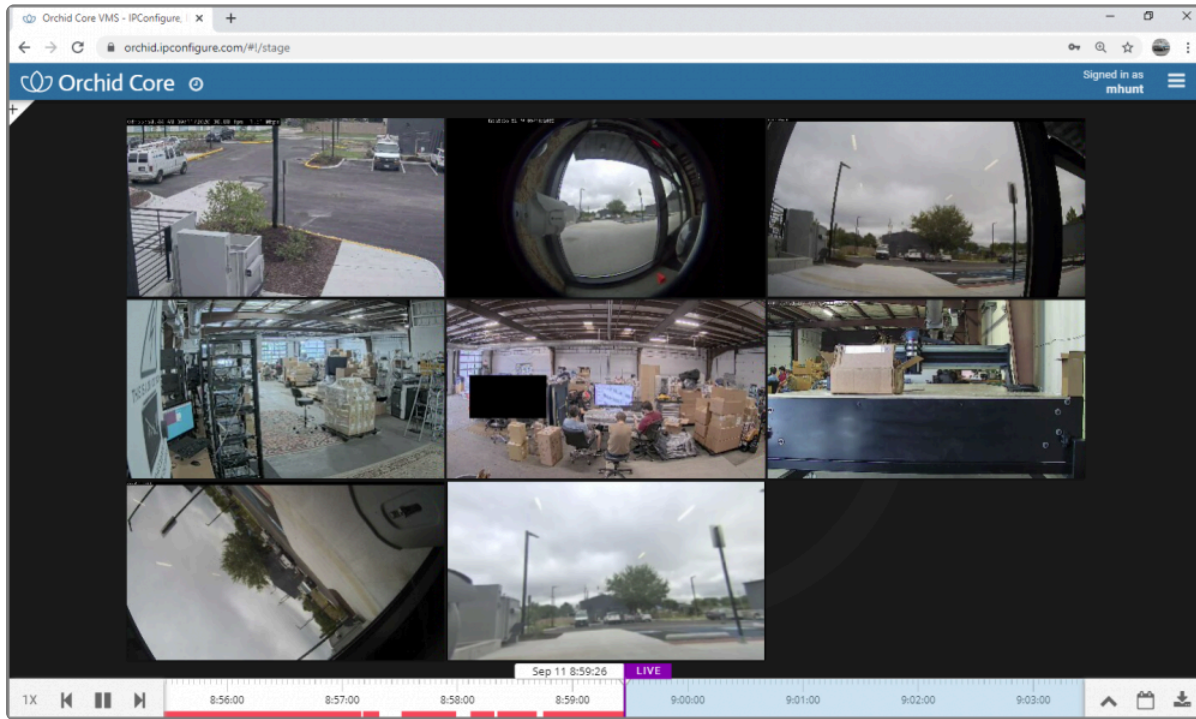 Orchid Core VMS - IPConfigure,
orchid.ipconfigure.com/#!/stage
Orchid Core
Signed in as
mhunt
Sep 11 8:59:26
LIVE
1X
8:56:00
8:57:00
8:58:00
8:59:00
9:00:00
9:01:00
9:02:00
9:03:00